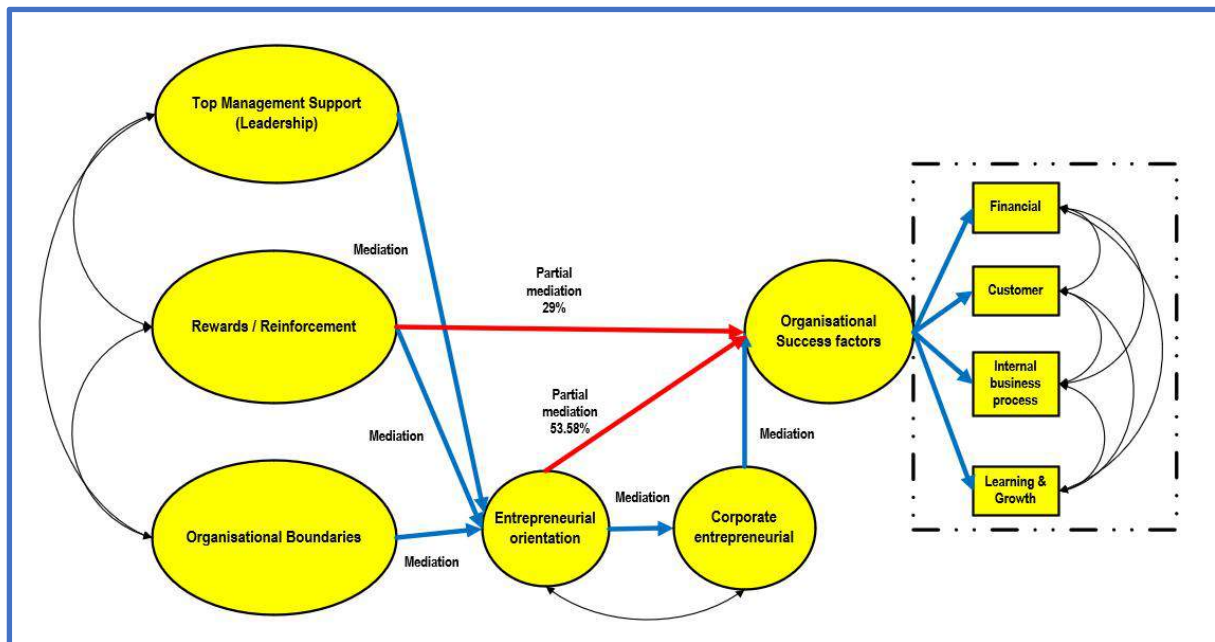 Top Management Support
(Leadership)
Mediation
Rewards / Reinforcement
Partial
mediation
29%
Partial
mediation
53.58%
Mediation
Organisational Boundaries
Mediation
Entrepreneurial
orientation
Mediation
Corporate
entrepreneurial
Mediation
Organisational
Success factors
Financial
Customer
Internal
business
process
Learning &
Growth